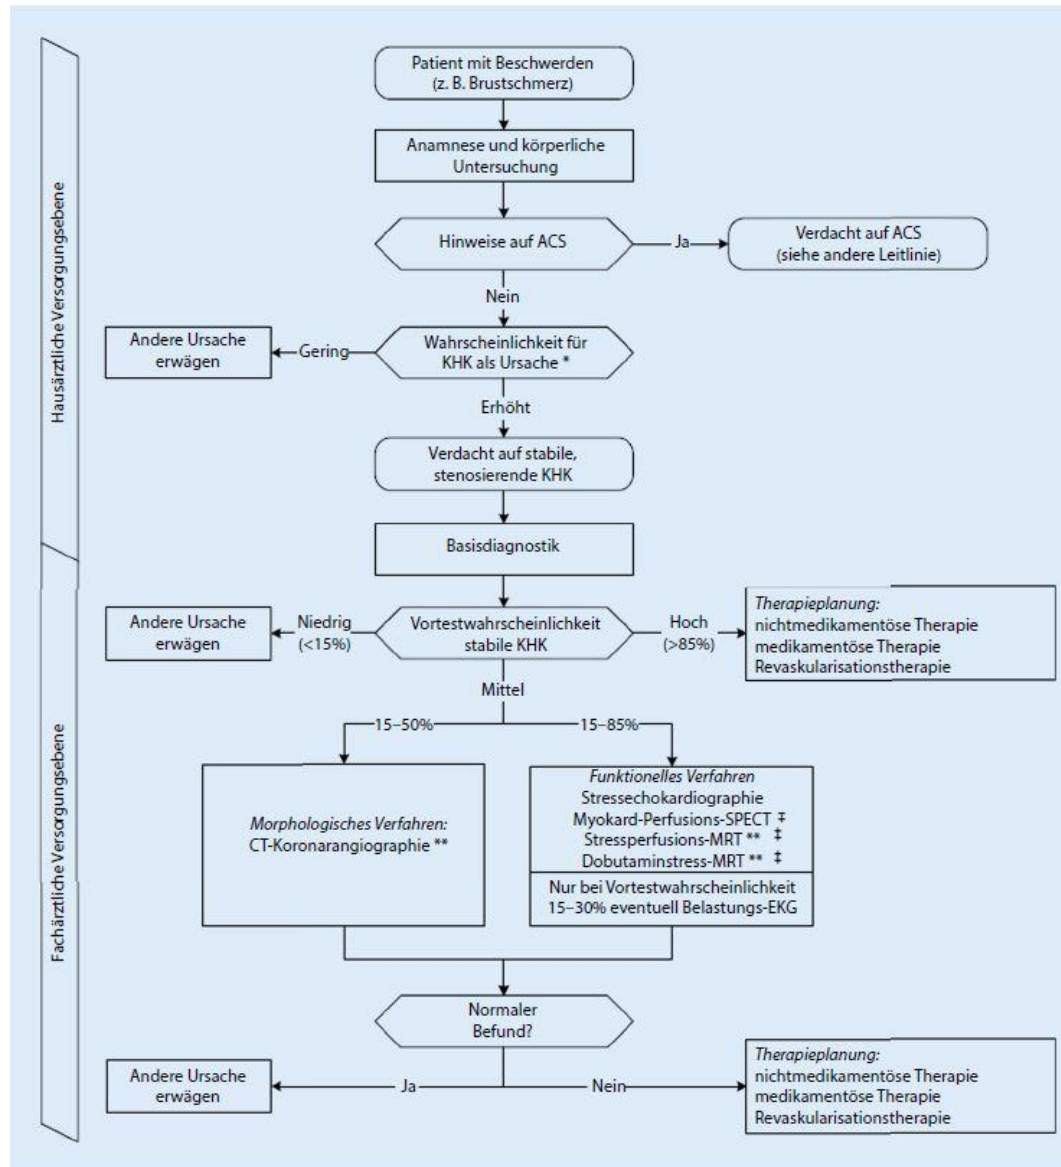 Hausärztliche Versorgungsebene
Patient mit Beschwerden
(z. B. Brustschmerz)
Anamnese und körperliche
Untersuchung
Hinweise auf ACS
Ja
Verdacht auf ACS
(siehe andere Leitlinie)
Nein
Wahrscheinlichkeit für
KHK als Ursache *
Gering
Andere Ursache
erwägen
Erhöht
Verdacht auf stabile,
stenosierende KHK
Basisdiagnostik
Fachärztliche Versorgungsebene
Vortestwahrscheinlichkeit
stabile KHK
Niedrig
(<15%)
Andere Ursache
erwägen
Hoch
(>85%)
Therapieplanung:
nichtmedikamentöse Therapie
medikamentöse Therapie
Revaskularisationstherapie
Mittel
15–50%
15–85%
Morphologisches Verfahren:
CT-Koronarangiographie **
Funktionelles Verfahren
Stressechokardiographie
Myokard-Perfusions-SPECT ‡
Stressperfusions-MRT ** ‡
Dobutaminstress-MRT ** ‡
Nur bei Vortestwahrscheinlichkeit
15–30% eventuell Belastungs-EKG
Normaler
Befund?
Ja
Andere Ursache
erwägen
Nein
Therapieplanung:
nichtmedikamentöse Therapie
medikamentöse Therapie
Revaskularisationstherapie